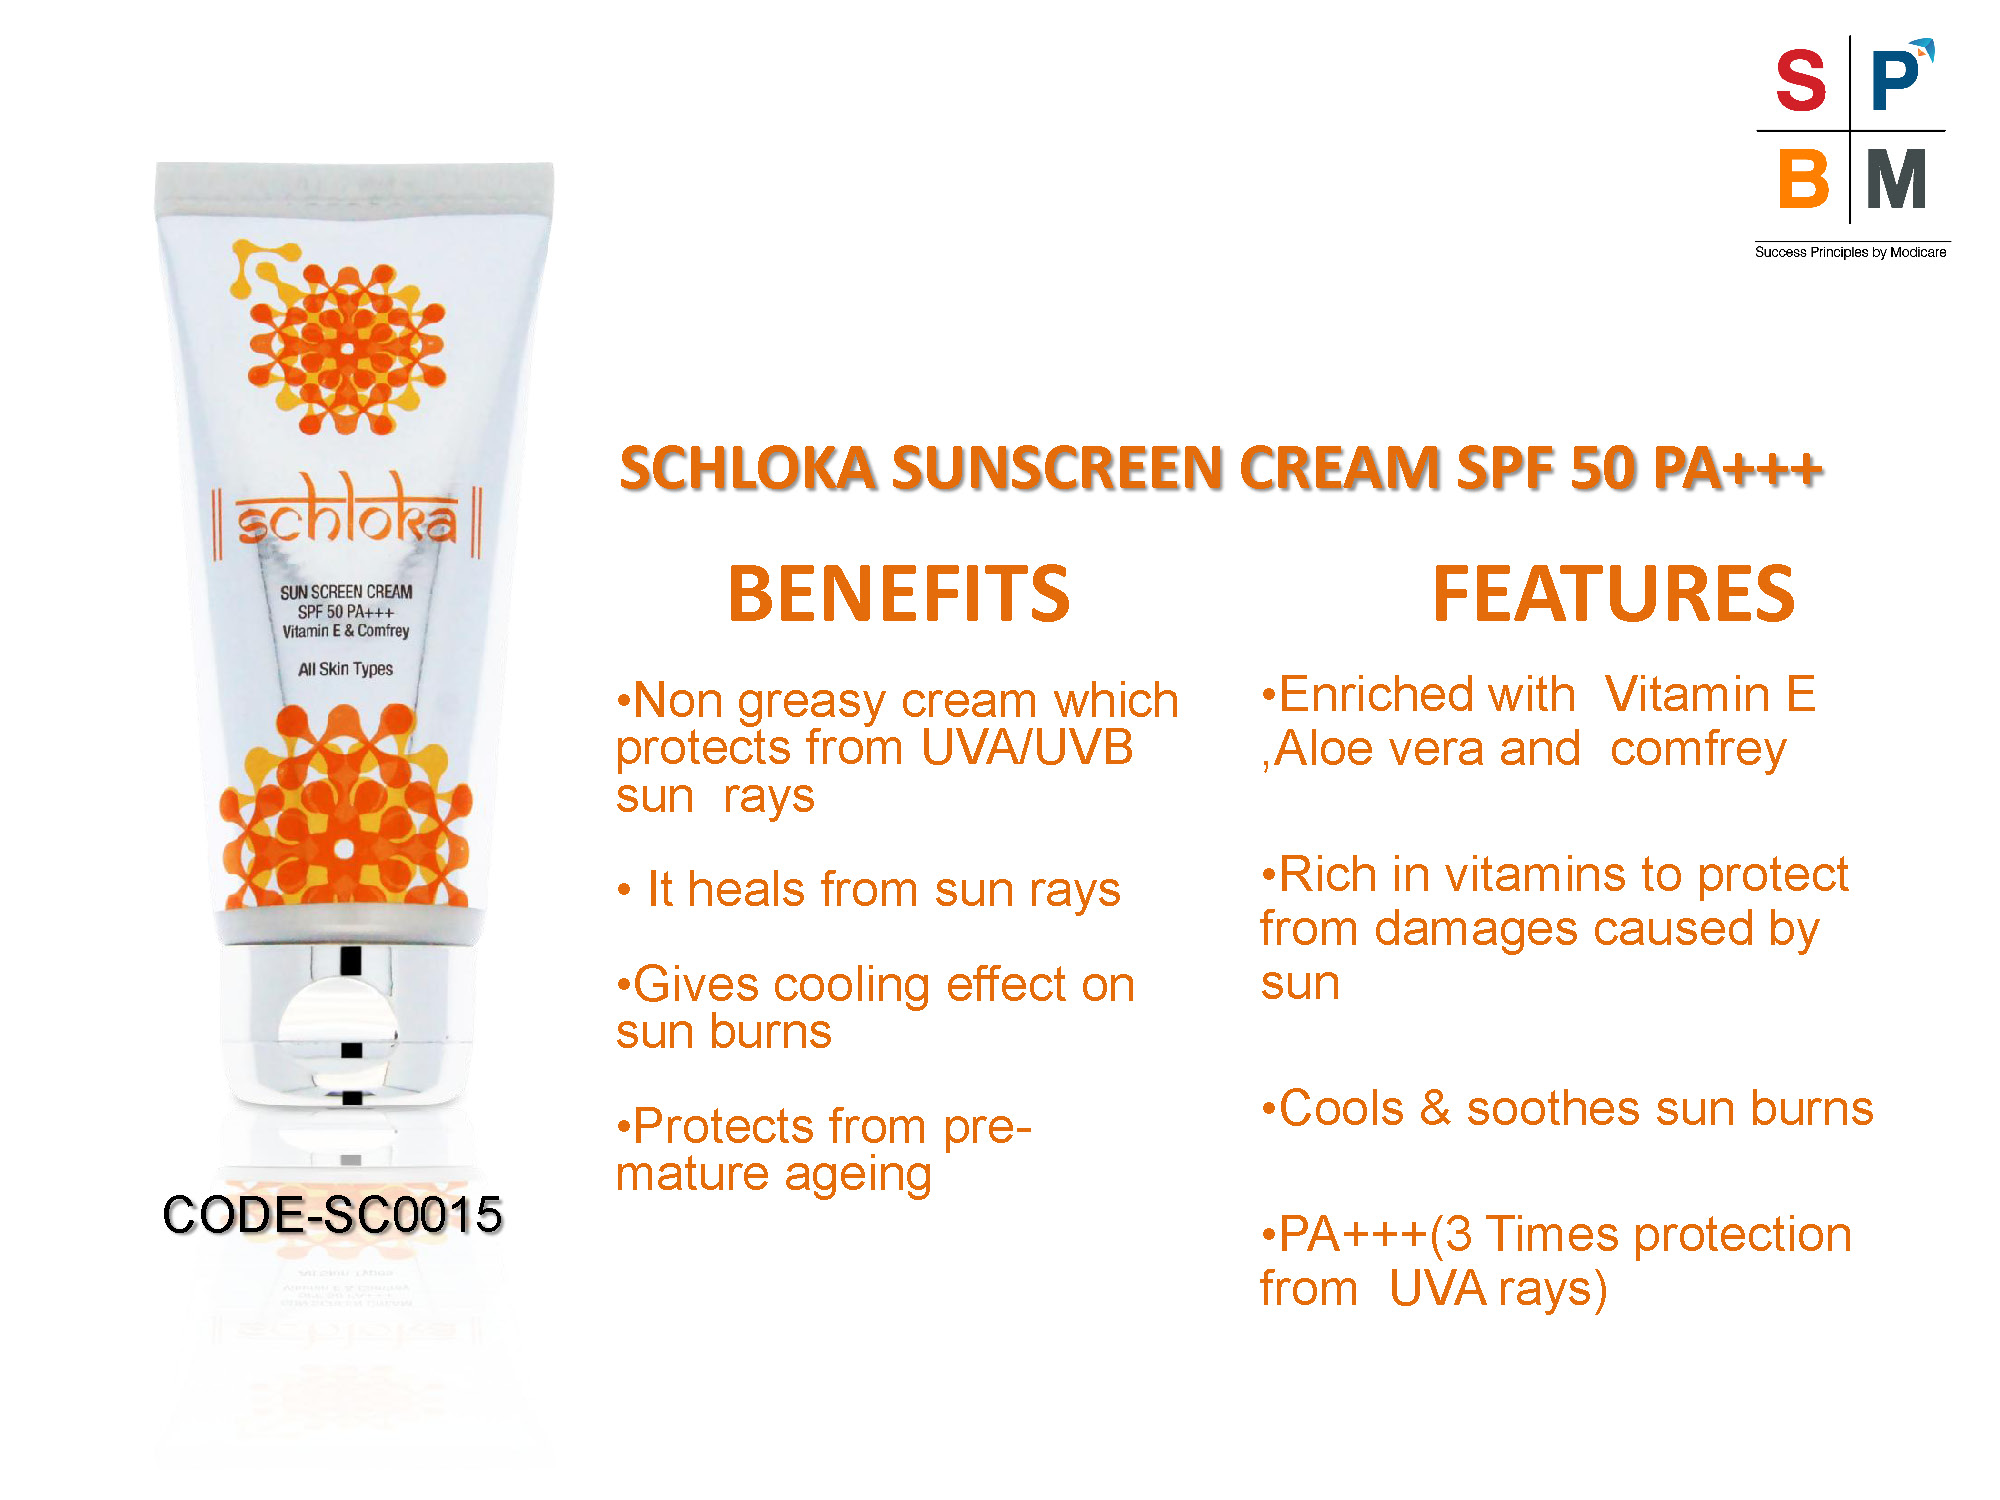 S P
B M
Success Principles by Modicare
schloka
SUN SCREEN CREAM
SPF 50 PA+++
Vitamin E & Comfrey
All Skin Types
CODE-SC0015
SCHLOKA SUNSCREEN CREAM SPF 50 PA+++
BENEFITS
•Non greasy cream which
protects from UVA/UVB
sun rays
• It heals from sun rays
•Gives cooling effect on
sun burns
•Protects from pre-
mature ageing
FEATURES
•Enriched with Vitamin E
,Aloe vera and comfrey
•Rich in vitamins to protect
from damages caused by
sun
•Cools & soothes sun burns
•PA+++(3 Times protection
from UVA rays)